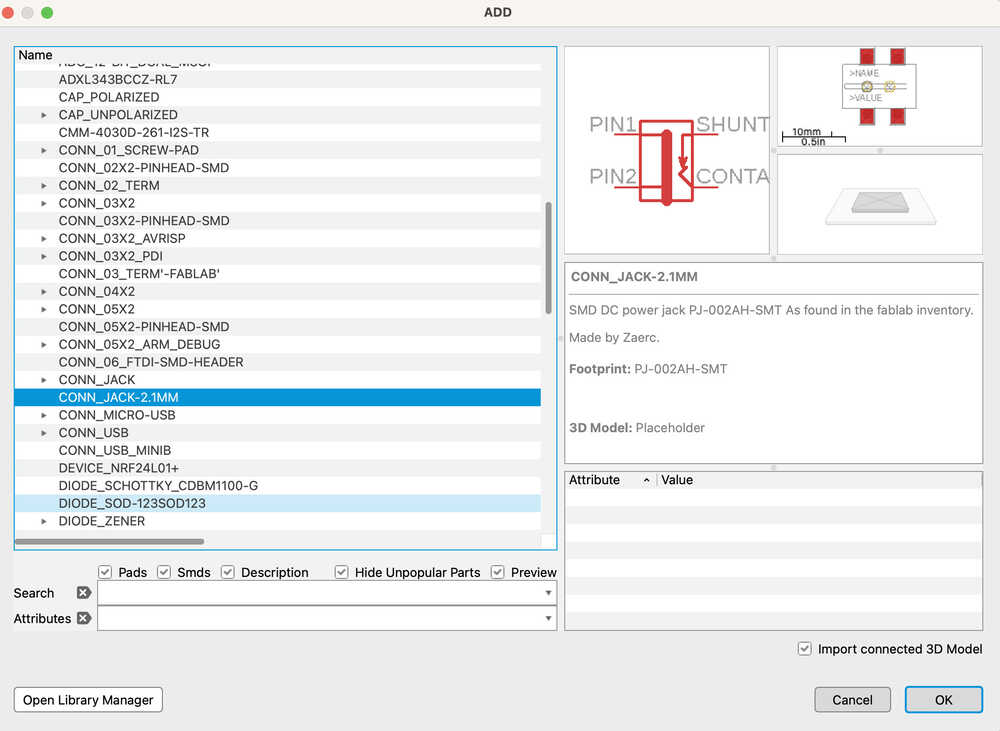 ADD
Name
ADXL343BCCZ-RL7
CAP_POLARIZED
CAP_UNPOLARIZED
CMM-4030D-261-I2S-TR
CONN_01_SCREW-PAD
CONN_02X2-PINHEAD-SMD
CONN_02_TERM
CONN_03X2
CONN_03X2-PINHEAD-SMD
CONN_03X2_AVRISP
CONN_03X2_PDI
CONN_03_TERM'-FABLAB'
CONN_04X2
CONN_05X2
CONN_05X2-PINHEAD-SMD
CONN_05X2_ARM_DEBUG
CONN_06_FTDI-SMD-HEADER
CONN_JACK
CONN_JACK-2.1MM
CONN_MICRO-USB
CONN_USB
CONN_USB_MINIB
DEVICE_NRF24L01+
DIODE_SCHOTTKY_CDBM1100-G
DIODE_SOD-123SOD123
DIODE_ZENER
Pads Smds Description Hide Unpopular Parts Preview
Search
Attributes
Open Library Manager
PIN1 SHUNT
PIN2 CONTA
>NAME
>VALUE
10mm
0.5in
CONN_JACK-2.1MM
SMD DC power jack PJ-002AH-SMT As found in the fablab inventory.
Made by Zaerc.
Footprint: PJ-002AH-SMT
3D Model: Placeholder
Attribute Value
Import connected 3D Model
Cancel OK